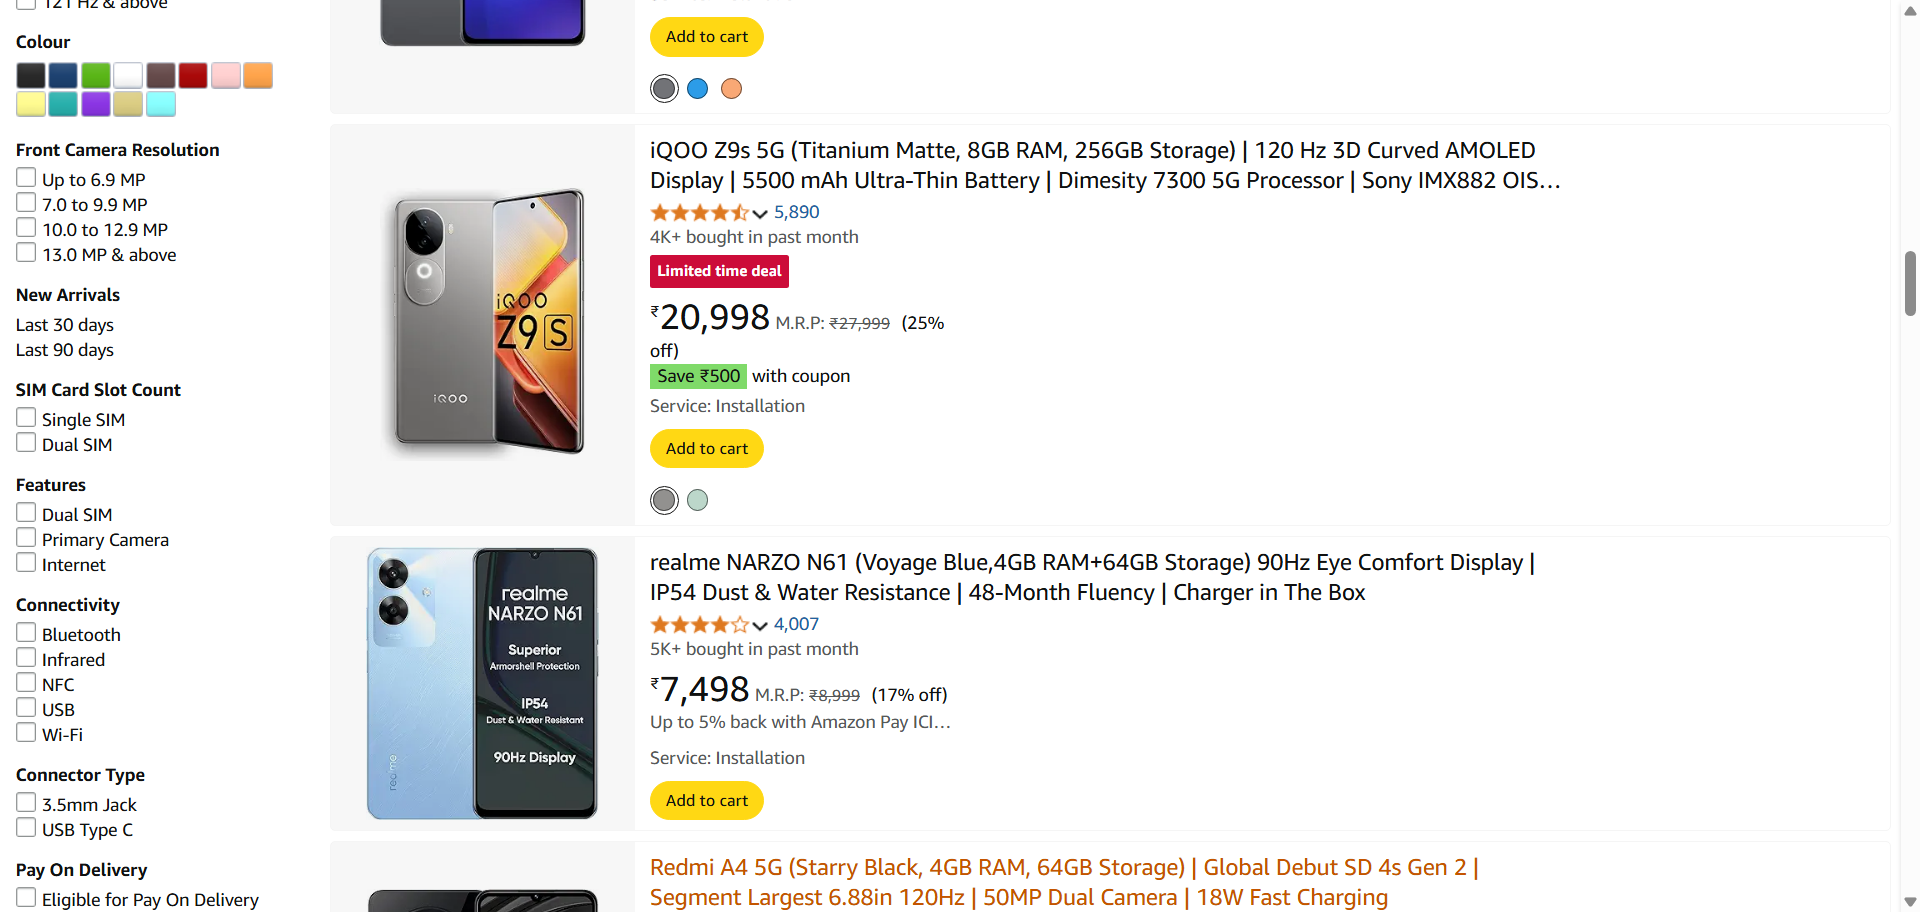 121 Hz & above
Colour
Front Camera Resolution
Up to 6.9 MP
7.0 to 9.9 MP
10.0 to 12.9 MP
13.0 MP & above
New Arrivals
Last 30 days
Last 90 days
SIM Card Slot Count
Single SIM
Dual SIM
Features
Dual SIM
Primary Camera
Internet
Connectivity
Bluetooth
Infrared
NFC
USB
Wi-Fi
Connector Type
3.5mm Jack
USB Type C
Pay On Delivery
Eligible for Pay On Delivery
Add to cart
iQOO
iQOO
Z9S
iQOO Z9s 5G (Titanium Matte, 8GB RAM, 256GB Storage) | 120 Hz 3D Curved AMOLED
Display | 5500 mAh Ultra-Thin Battery | Dimesity 7300 5G Processor | Sony IMX882 OIS…
5,890
4K+ bought in past month
Limited time deal
₹20,998 M.R.P: ₹27,999 (25%
off)
Save ₹500 with coupon
Service: Installation
Add to cart
realme
realme
NARZO N61
Superior
Armorshell Protection
IP54
Dust & Water Resistant
90Hz Display
realme NARZO N61 (Voyage Blue,4GB RAM+64GB Storage) 90Hz Eye Comfort Display |
IP54 Dust & Water Resistance | 48-Month Fluency | Charger in The Box
4,007
5K+ bought in past month
₹7,498 M.R.P: ₹8,999 (17% off)
Up to 5% back with Amazon Pay ICI…
Service: Installation
Add to cart
Redmi A4 5G (Starry Black, 4GB RAM, 64GB Storage) | Global Debut SD 4s Gen 2 |
Segment Largest 6.88in 120Hz | 50MP Dual Camera | 18W Fast Charging